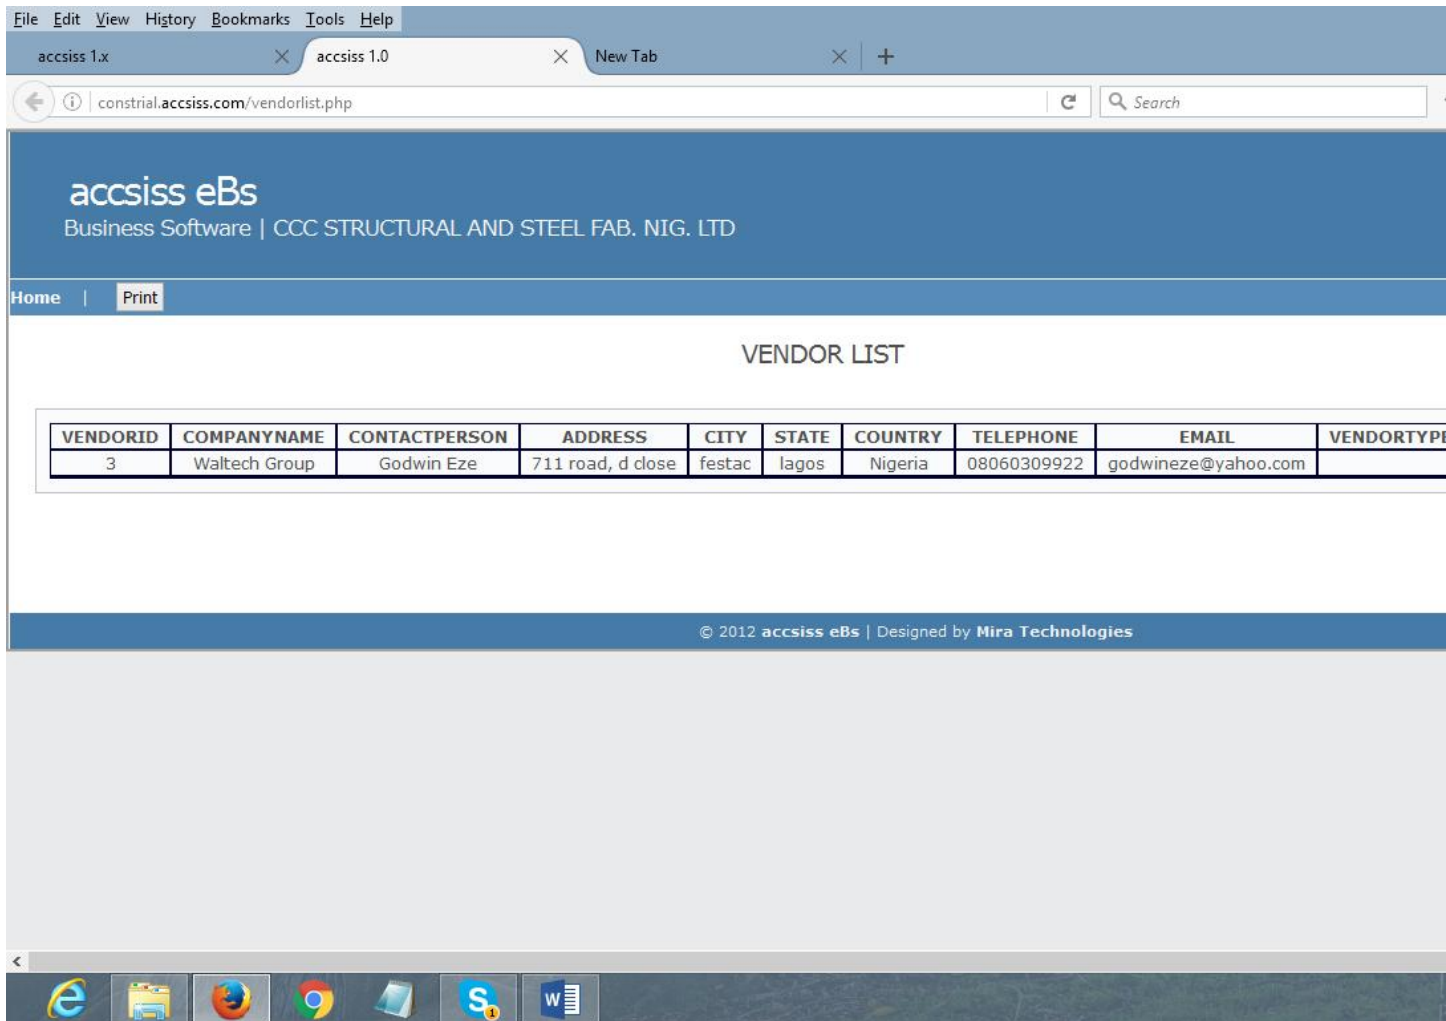 File Edit View History Bookmarks Tools Help
accsiss 1.x accsiss 1.0 New Tab
constrial.accsiss.com/vendorlist.php Search
accsiss eBs
Business Software | CCC STRUCTURAL AND STEEL FAB. NIG. LTD
Home | Print
VENDOR LIST
VENDORID COMPANYNAME CONTACTPERSON ADDRESS CITY STATE COUNTRY TELEPHONE EMAIL VENDORTYPE
3 Waltech Group Godwin Eze 711 road, d close festac lagos Nigeria 08060309922 godwineze@yahoo.com
© 2012 accsiss eBs | Designed by Mira Technologies
S 1 W